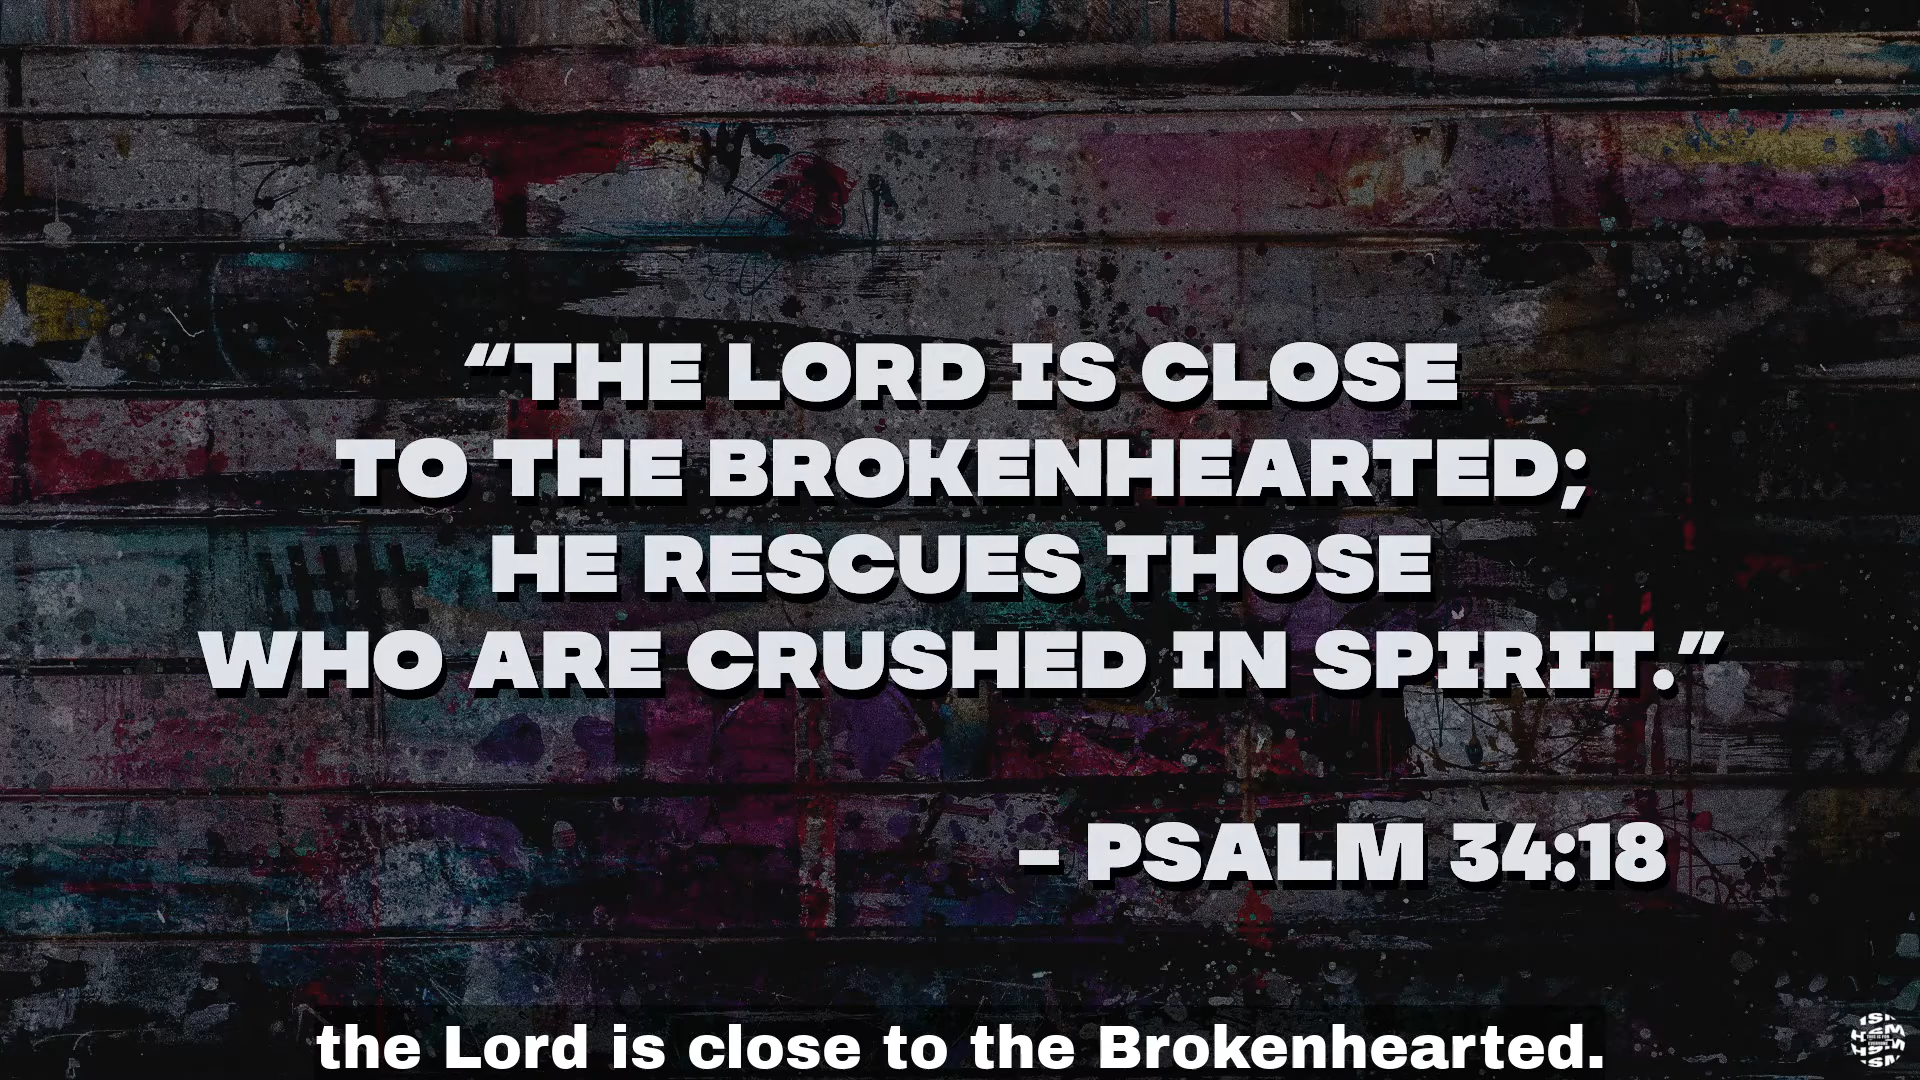 “THE LORD IS CLOSE
TO THE BROKENHEARTED;
HE RESCUES THOSE
WHO ARE CRUSHED IN SPIRIT.”
– PSALM 34:18
the Lord is close to the Brokenhearted.